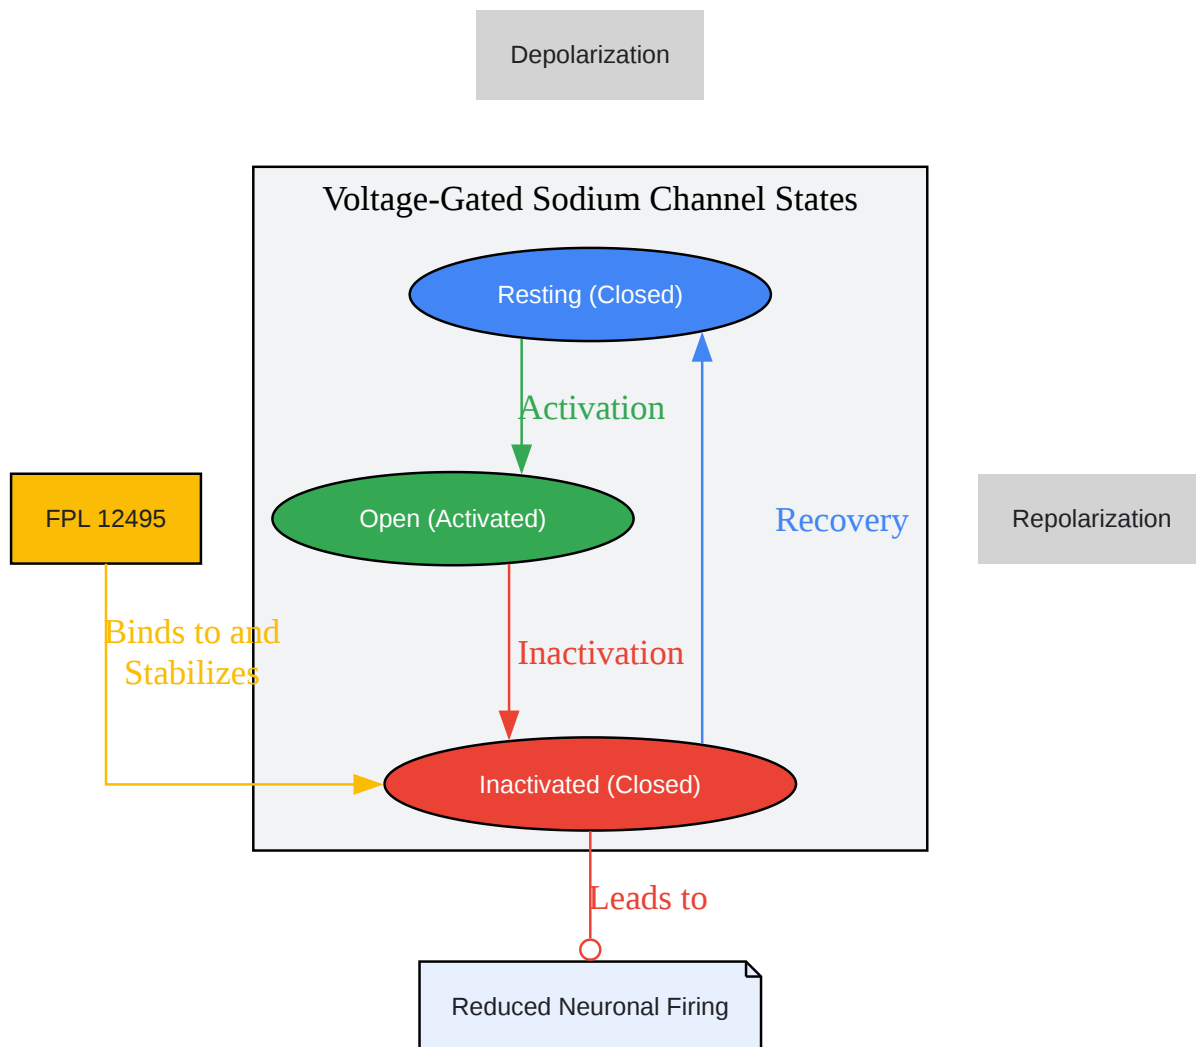 Depolarization
Voltage-Gated Sodium Channel States
Resting (Closed)
Activation
FPL 12495
Open (Activated)
Recovery
Repolarization
Binds to and
Stabilizes
Inactivation
Inactivated (Closed)
Leads to
Reduced Neuronal Firing